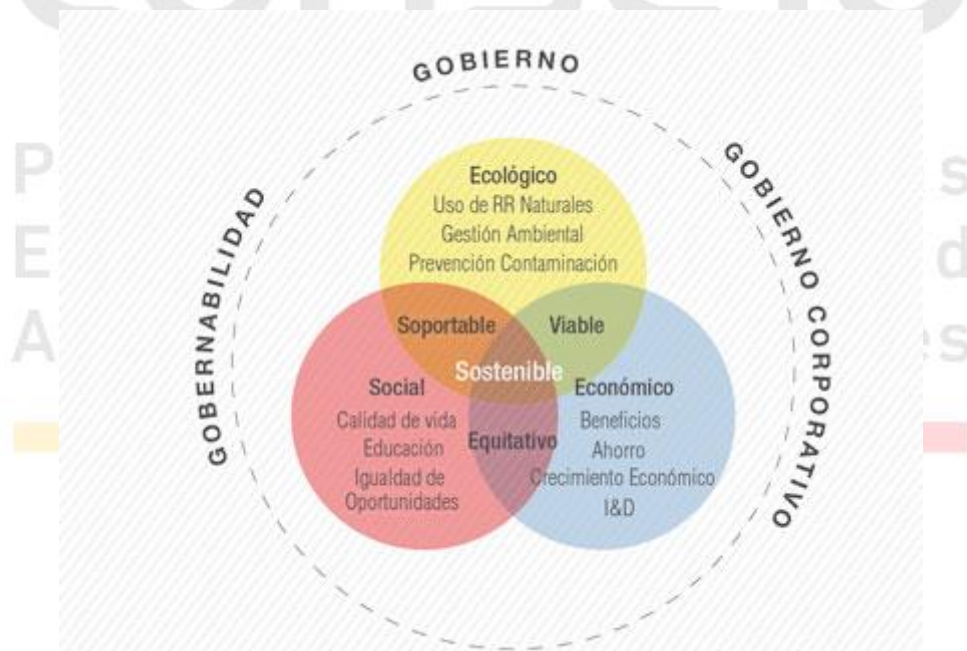 GOBIERNO
GOBERNABILIDAD
GOBIERNO CORPORATIVO
Ecológico
Uso de RR Naturales
Gestión Ambiental
Prevención Contaminación
Soportable
Viable
Sostenible
Social
Calidad de vida
Educación
Igualdad de
Oportunidades
Equitativo
Económico
Beneficios
Ahorro
Crecimiento Económico
I&D